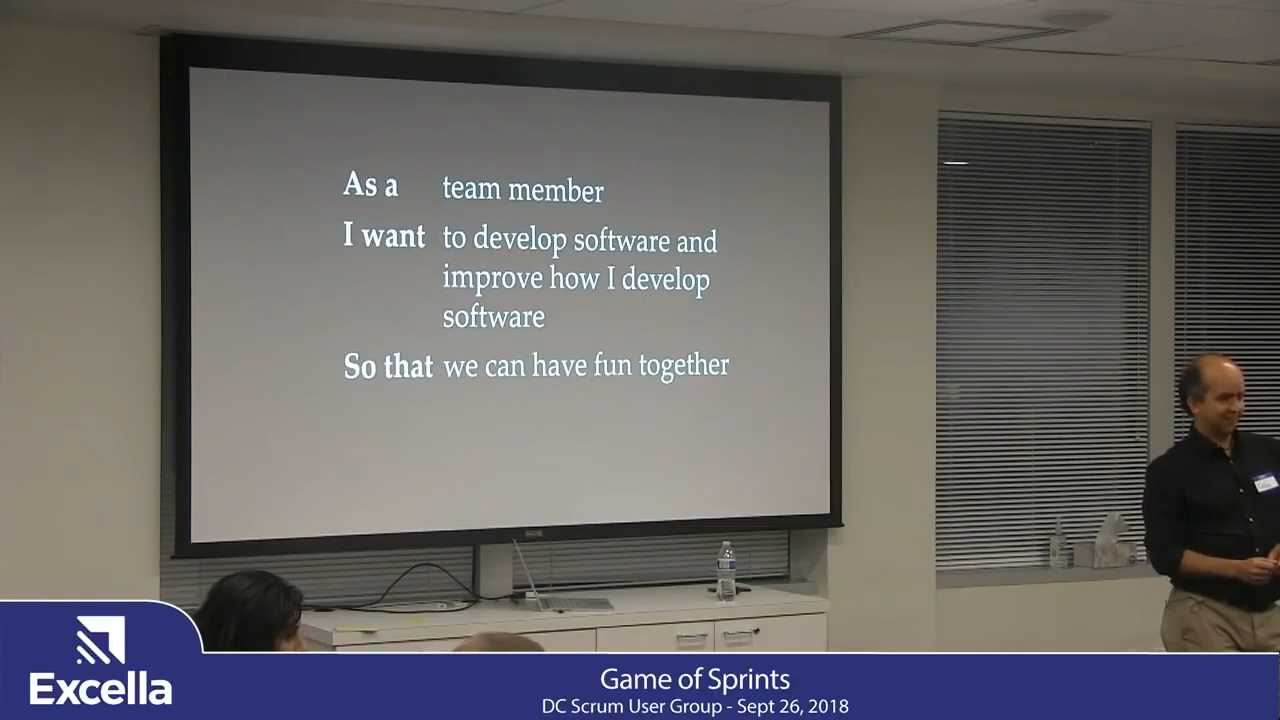 As a team member
I want to develop software and
improve how I develop
software
So that we can have fun together
Excella
Game of Sprints
DC Scrum User Group - Sept 26, 2018